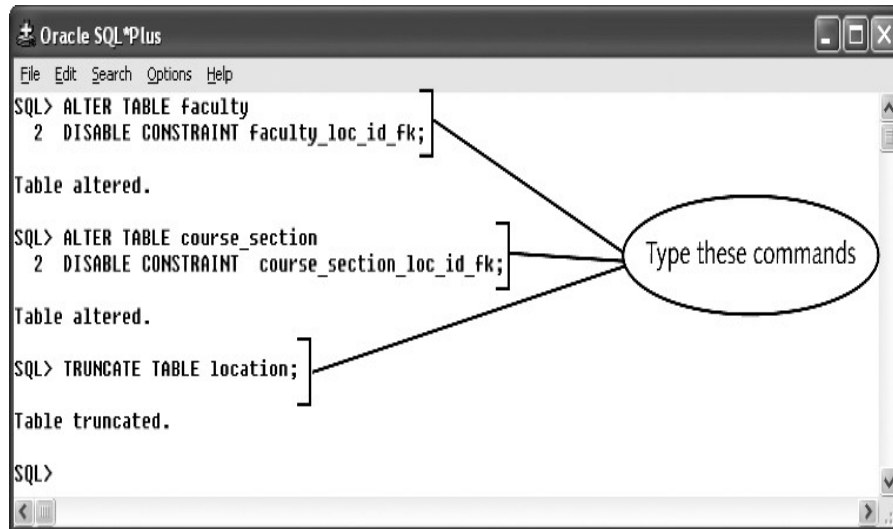 Oracle SQL*Plus
File Edit Search Options Help
SQL> ALTER TABLE faculty
2 DISABLE CONSTRAINT faculty_loc_id_fk;
Table altered.
SQL> ALTER TABLE course_section
2 DISABLE CONSTRAINT course_section_loc_id_fk;
Type these commands
Table altered.
SQL> TRUNCATE TABLE location;
Table truncated.
SQL>